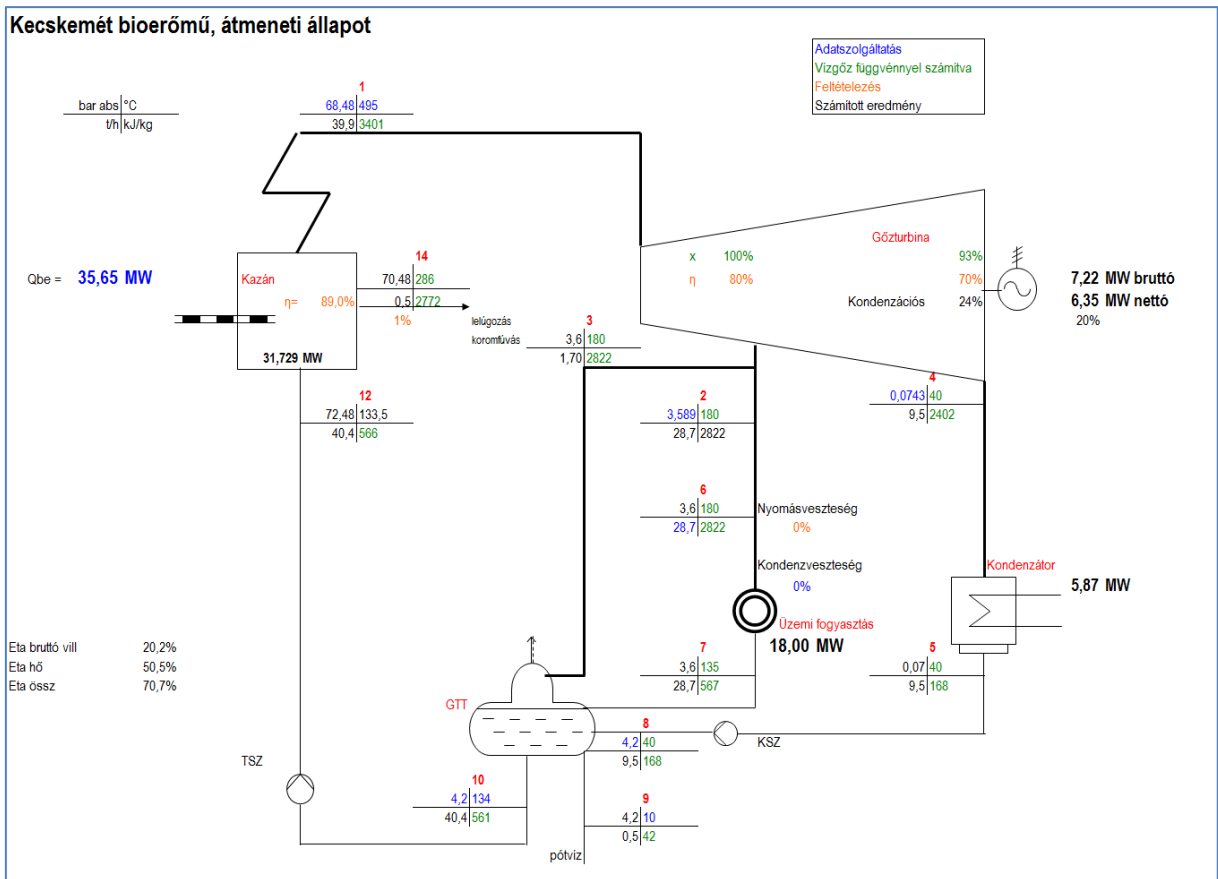 Kecskemét bioerőmű, átmeneti állapot
Adatszolgáltatás
Vízgőz függvénnyel számítva
Feltételezés
Számított eredmény
bar abs °C
t/h kJ/kg
1
68,48 495
39,9 3401
Gőzturbina
x 100% 93%
η 80% 70%
Kondenzációs 24%
7,22 MW bruttó
6,35 MW nettó
20%
Qbe = 35,65 MW
Kazán
η= 89,0%
31,729 MW
14
70,48 286
0,5 2772
1%
lelúgozás
koromfúvás
3
3,6 180
1,70 2822
12
72,48 133,5
40,4 566
2
3,589 180
28,7 2822
4
0,0743 40
9,5 2402
6
3,6 180
28,7 2822
Nyomásveszteség
0%
Kondenzveszteség
0%
Üzemi fogyasztás
18,00 MW
Kondenzátor
5,87 MW
Eta bruttó vill 20,2%
Eta hő 50,5%
Eta össz 70,7%
7
3,6 135
28,7 567
5
0,07 40
9,5 168
GTT
8
4,2 40
9,5 168
KSZ
TSZ
10
4,2 134
40,4 561
9
4,2 10
0,5 42
pótvíz